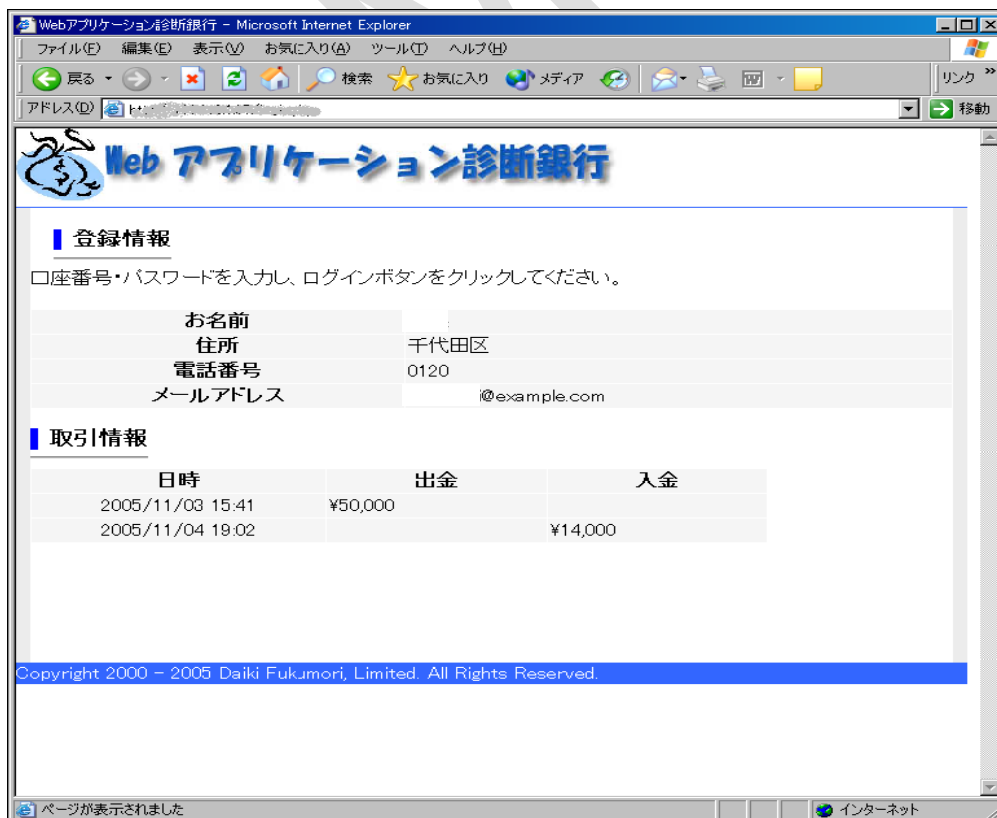 Webアプリケーション診断銀行 - Microsoft Internet Explorer
ファイル(F) 編集(E) 表示(V) お気に入り(A) ツール(T) ヘルプ(H)
戻る 検索 お気に入り メディア リンク »
アドレス(D) 移動
Web アプリケーション診断銀行
登録情報
口座番号・パスワードを入力し、ログインボタンをクリックしてください。
お名前
住所 千代田区
電話番号 0120
メールアドレス @example.com
取引情報
日時 出金 入金
2005/11/03 15:41 ¥50,000
2005/11/04 19:02 ¥14,000
Copyright 2000 - 2005 Daiki Fukumori, Limited. All Rights Reserved.
ページが表示されました インターネット